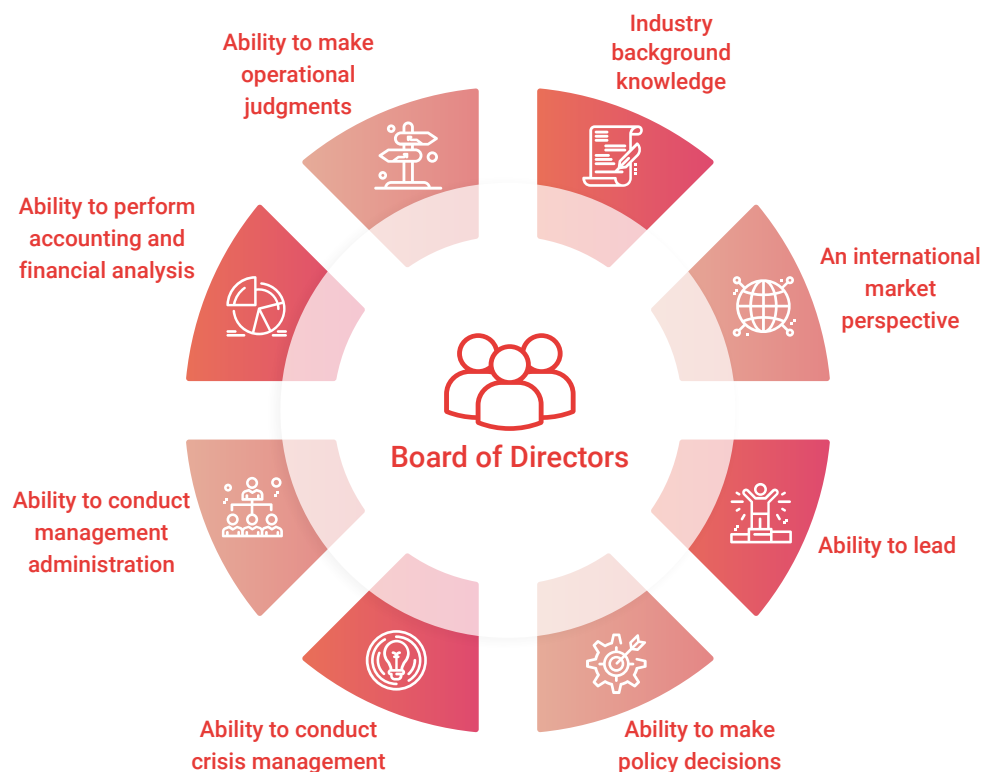 Industry
background
knowledge
An international
market
perspective
Ability to lead
Ability to make
policy decisions
Ability to conduct
crisis management
Ability to conduct
management
administration
Ability to perform
accounting and
financial analysis
Ability to make
operational
judgments
Board of Directors